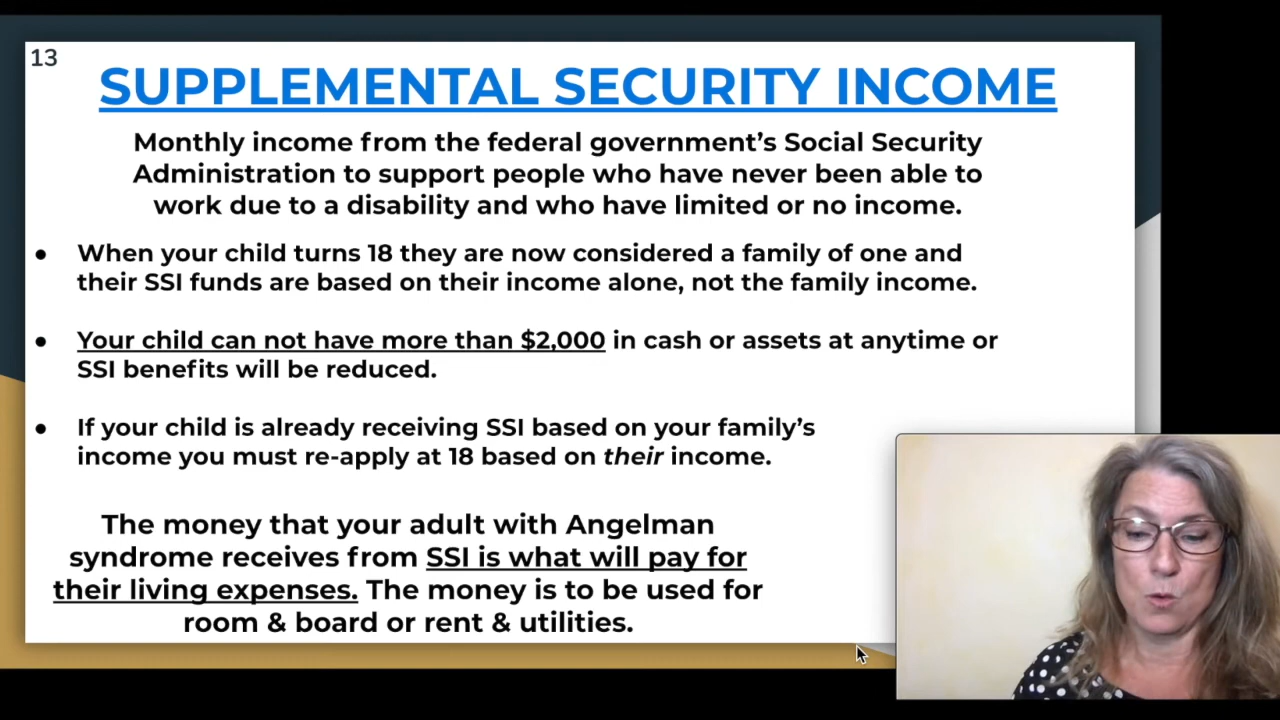 13
SUPPLEMENTAL SECURITY INCOME
Monthly income from the federal government’s Social Security
Administration to support people who have never been able to
work due to a disability and who have limited or no income.
● When your child turns 18 they are now considered a family of one and
their SSI funds are based on their income alone, not the family income.
● Your child can not have more than $2,000 in cash or assets at anytime or
SSI benefits will be reduced.
● If your child is already receiving SSI based on your family’s
income you must re-apply at 18 based on their income.
The money that your adult with Angelman
syndrome receives from SSI is what will pay for
their living expenses. The money is to be used for
room & board or rent & utilities.